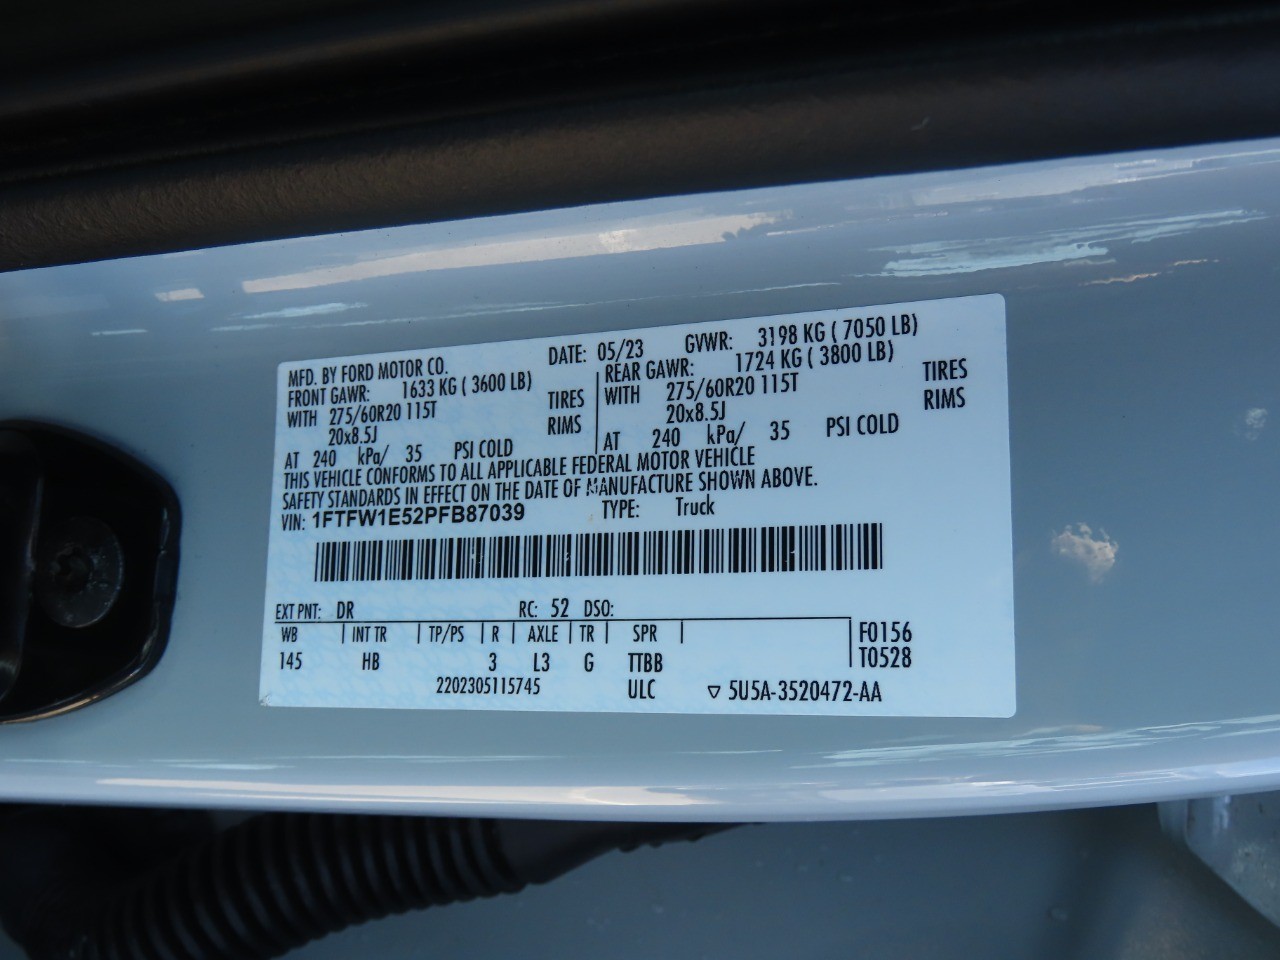 MFD. BY FORD MOTOR CO. DATE: 05/23 GVWR: 3198 KG ( 7050 LB)
FRONT GAWR: 1633 KG ( 3600 LB) REAR GAWR: 1724 KG ( 3800 LB)
WITH 275/60R20 115T TIRES WITH 275/60R20 115T TIRES
20x8.5J RIMS 20x8.5J RIMS
AT 240 kPa/ 35 PSI COLD AT 240 kPa/ 35 PSI COLD
THIS VEHICLE CONFORMS TO ALL APPLICABLE FEDERAL MOTOR VEHICLE
SAFETY STANDARDS IN EFFECT ON THE DATE OF MANUFACTURE SHOWN ABOVE.
VIN: 1FTFW1E52PFB87039 TYPE: Truck
EXT PNT: DR RC: 52 DSO:
WB INT TR TP/PS R AXLE TR SPR F0156
145 HB 3 L3 G TTBB T0528
2202305115745 ULC ▽ 5U5A-3520472-AA